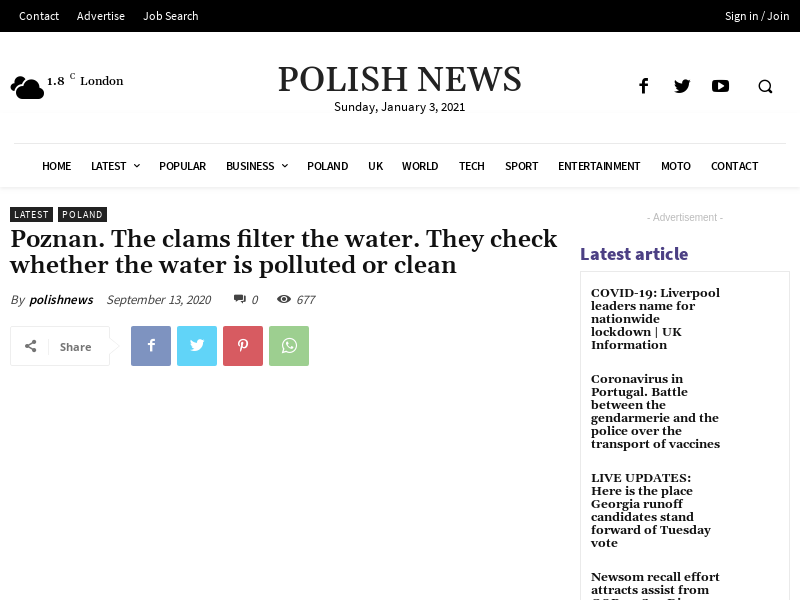 Contact Advertise Job Search Sign in / Join
1.8 C London
POLISH NEWS
Sunday, January 3, 2021
HOME LATEST POPULAR BUSINESS POLAND UK WORLD TECH SPORT ENTERTAINMENT MOTO CONTACT
LATEST POLAND
Poznan. The clams filter the water. They check
whether the water is polluted or clean
By polishnews September 13, 2020 0 677
Share
- Advertisement -
Latest article
COVID-19: Liverpool
leaders name for
nationwide
lockdown | UK
Information
Coronavirus in
Portugal. Battle
between the
gendarmerie and the
police over the
transport of vaccines
LIVE UPDATES:
Here is the place
Georgia runoff
candidates stand
forward of Tuesday
vote
Newsom recall effort
attracts assist from